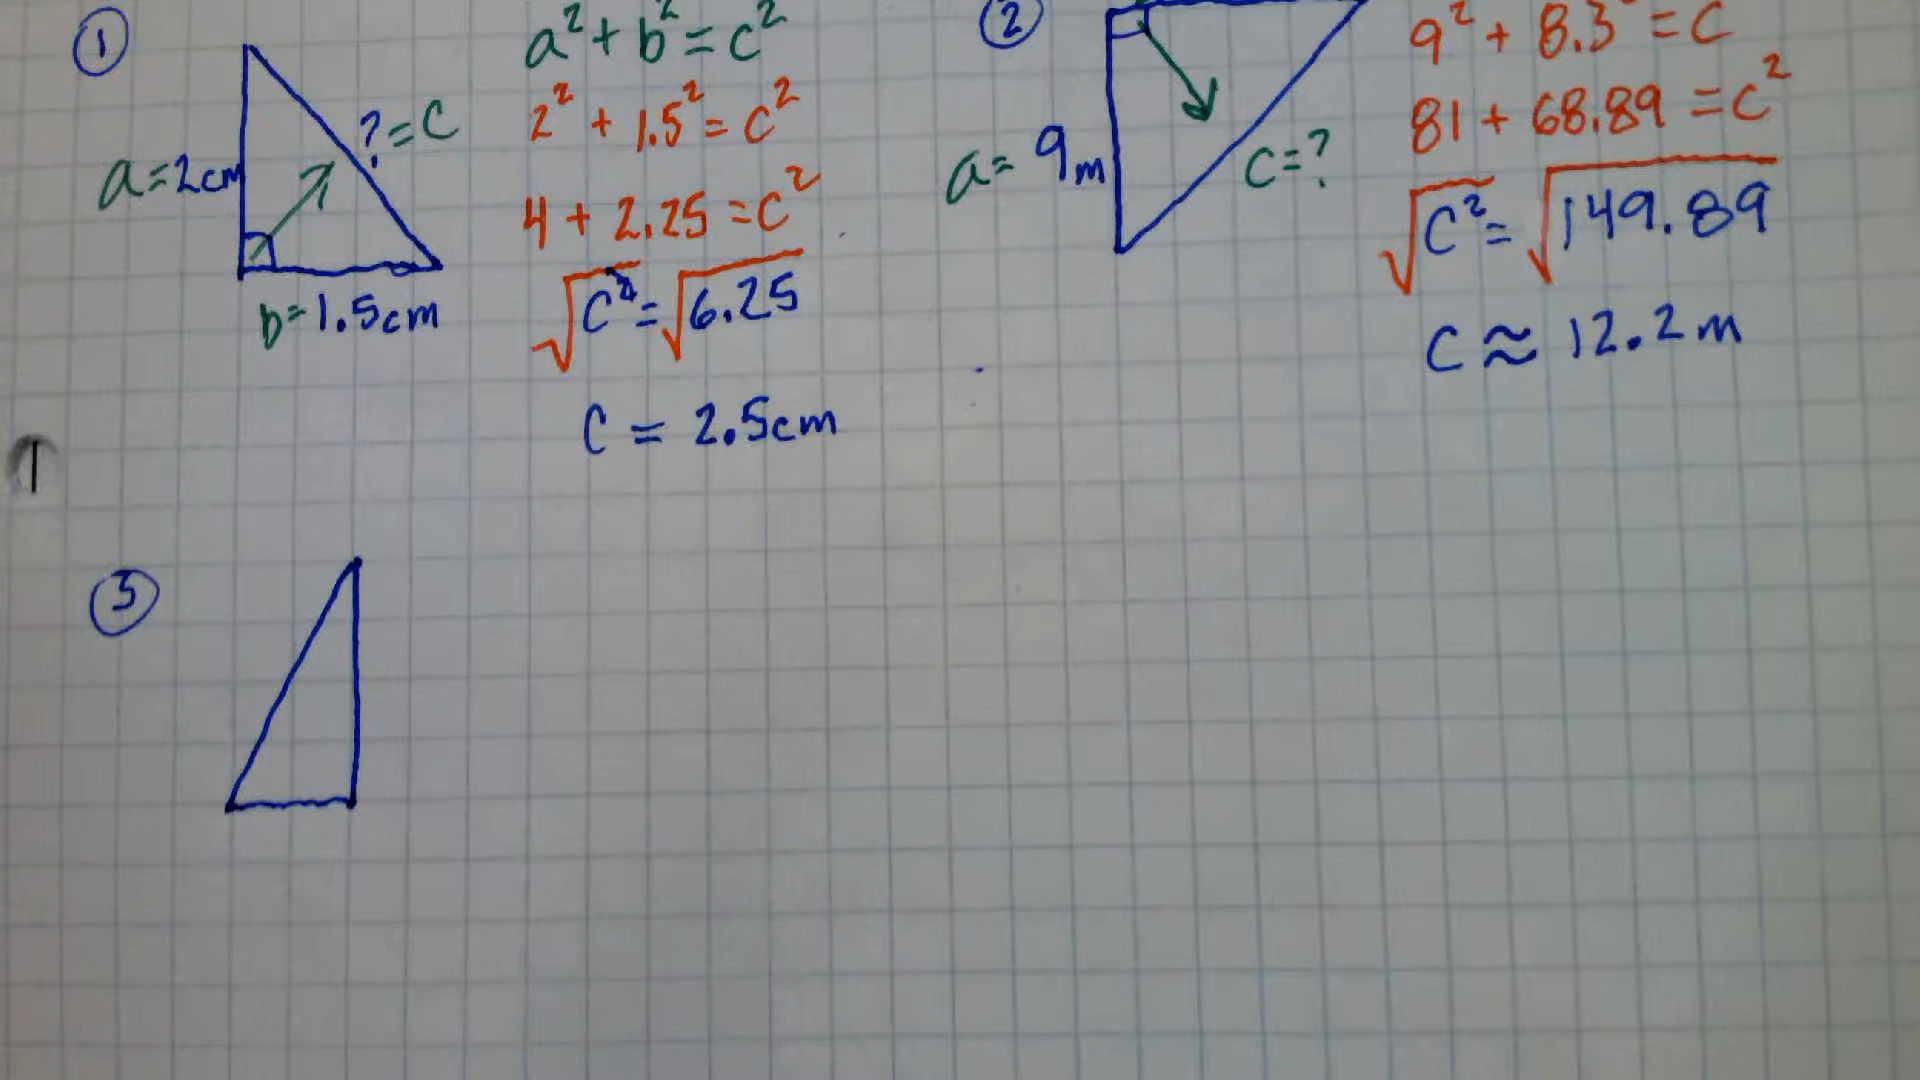 ①
a² + b² = c²
2² + 1.5² = c²
? = c
a = 2cm
4 + 2.25 = c²
√c² = √6.25
b = 1.5cm
c = 2.5cm
②
9² + 8.3² = c
81 + 68.89 = c²
a = 9m
c = ?
√c² = √149.89
c ≈ 12.2m
③